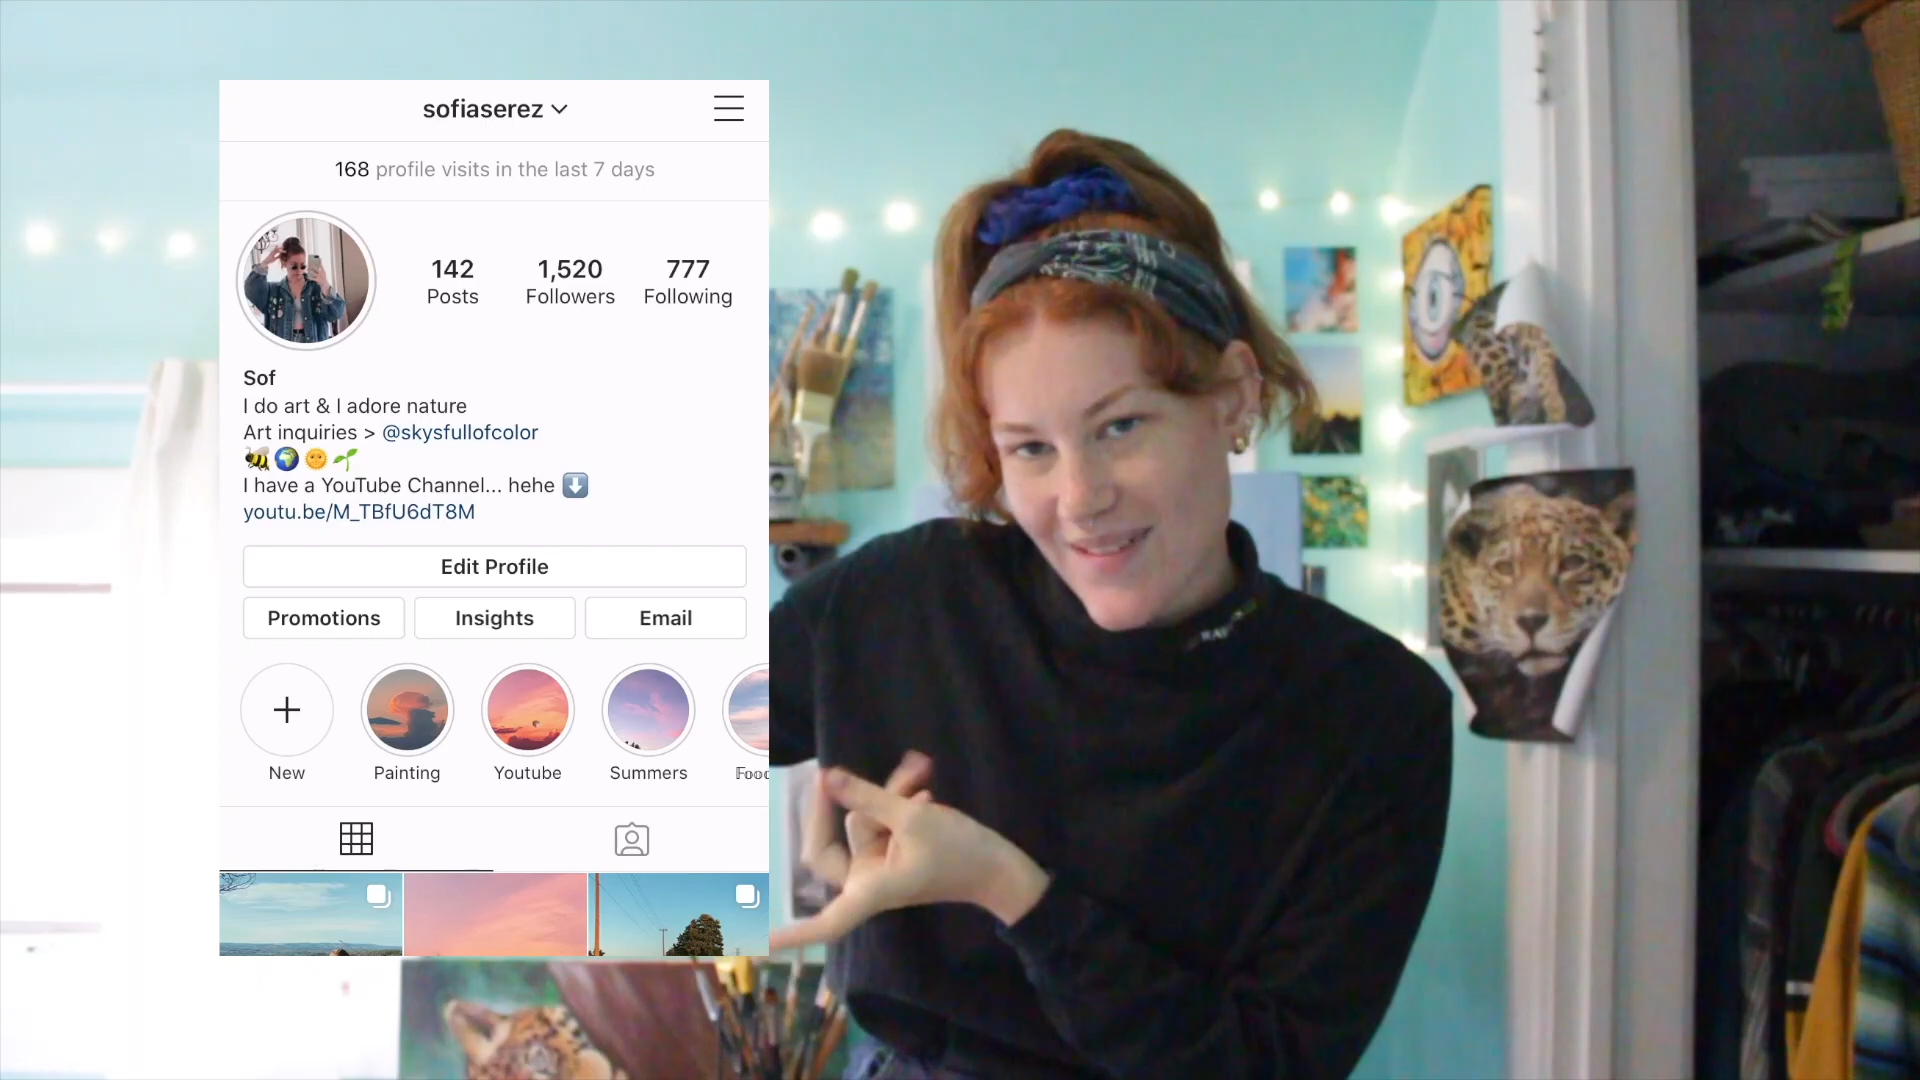 sofiaserez
168 profile visits in the last 7 days
142 1,520 777
Posts Followers Following
Sof
I do art & I adore nature
Art inquiries > @skysfullofcolor
🐝🌍🌞🌱
I have a YouTube Channel... hehe ⬇️
youtu.be/M_TBfU6dT8M
Edit Profile
Promotions Insights Email
New Painting Youtube Summers